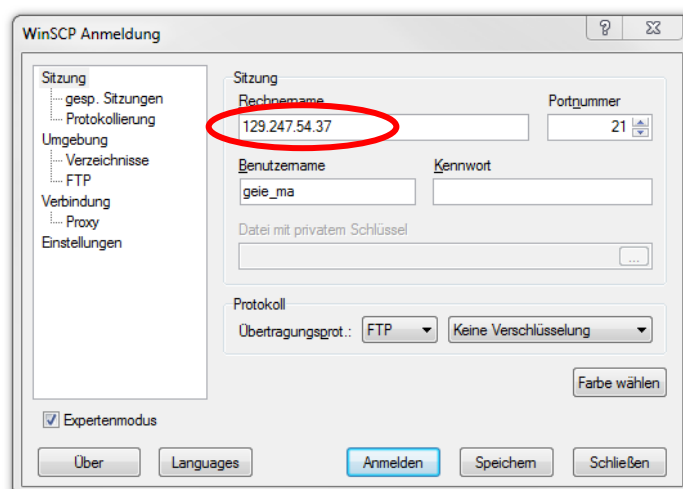 WinSCP Anmeldung
Sitzung
gesp. Sitzungen
Protokollierung
Umgebung
Verzeichnisse
FTP
Verbindung
Proxy
Einstellungen
Expertenmodus
Sitzung
Rechnername
Portnummer
129.247.54.37
21
Benutzername
Kennwort
geie_ma
Datei mit privatem Schlüssel
...
Protokoll
Übertragungsprot.: FTP Keine Verschlüsselung
Farbe wählen
Über Languages Anmelden Speichern Schließen